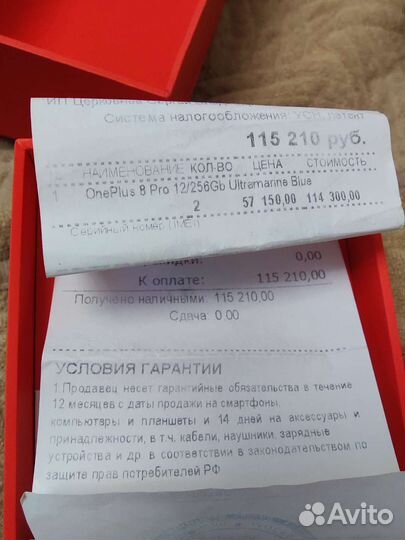 Система налогообложения: УСН, патент
115 210 руб.
НАИМЕНОВАНИЕ КОЛ-ВО ЦЕНА СТОИМОСТЬ
1 OnePlus 8 Pro 12/256Gb Ultramarine Blue
2 57 150,00 114 300,00
Серийный номер (IMEI)
0,00
К оплате: 115 210,00
Получено наличными: 115 210,00
Сдача 0.00
УСЛОВИЯ ГАРАНТИИ
1.Продавец несет гарантийные обязательства в течение
12 месяцев с даты продажи на смартфоны,
компьютеры и планшеты и 14 дней на аксессуары и
принадлежности, в т.ч. кабели, наушники, зарядные
устройства и др. в соответствии с законодательством по
защите прав потребителей РФ
Avito